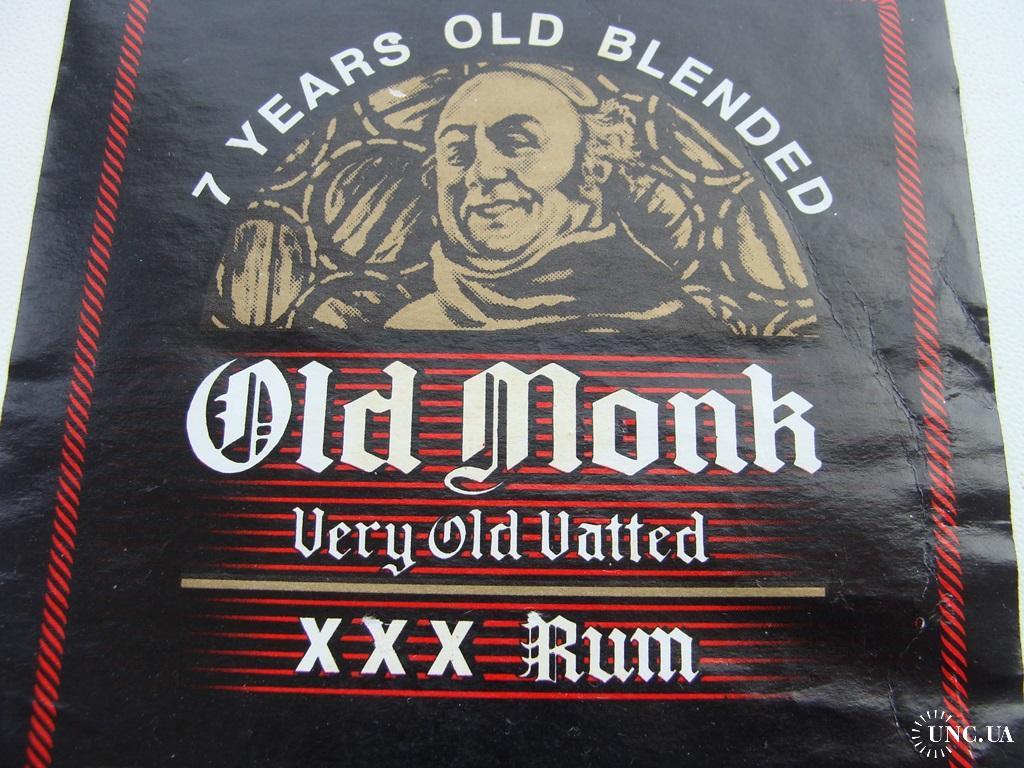 7 YEARS OLD BLENDED
Old Monk
Very Old Vatted
XXX Rum
UNC.UA